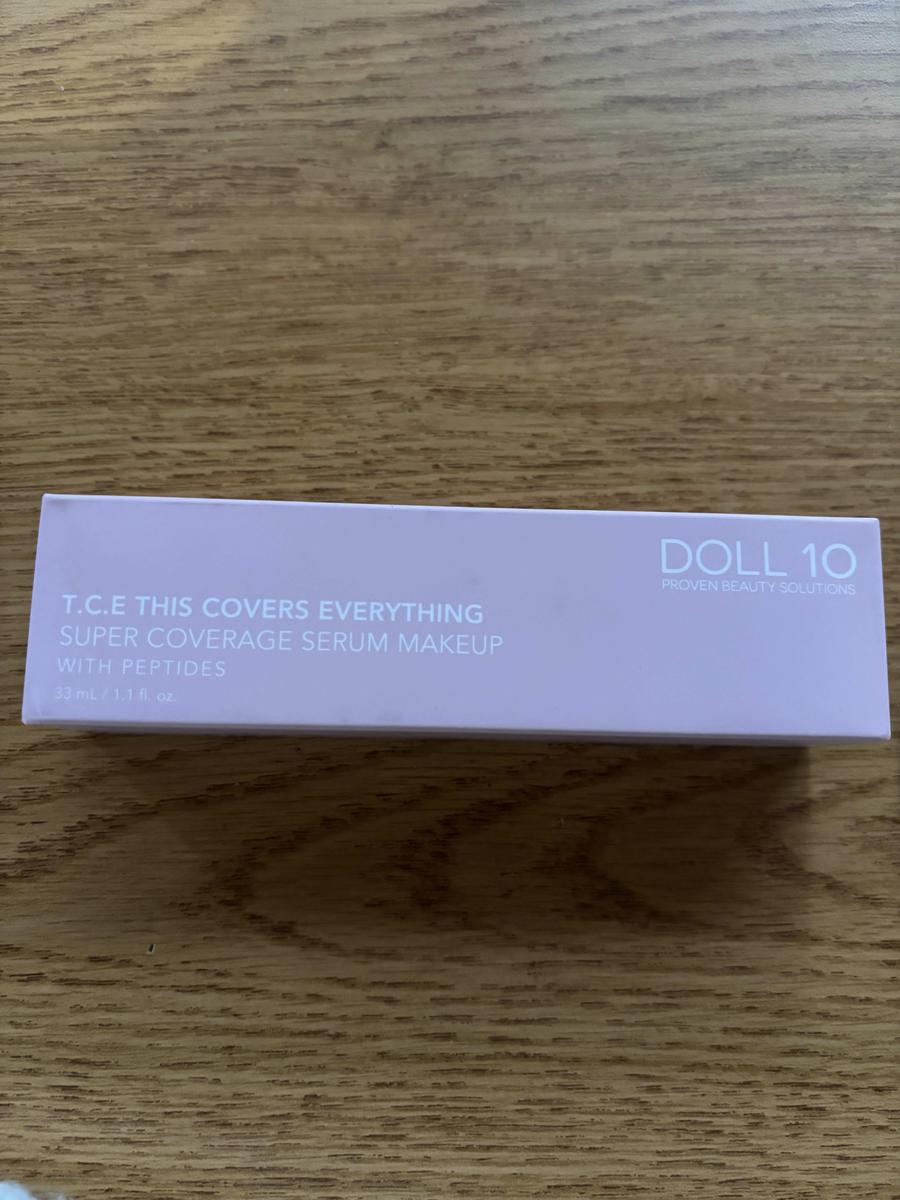 DOLL 10
PROVEN BEAUTY SOLUTIONS
T.C.E THIS COVERS EVERYTHING
SUPER COVERAGE SERUM MAKEUP
WITH PEPTIDES
33 mL / 1.1 fl. oz.